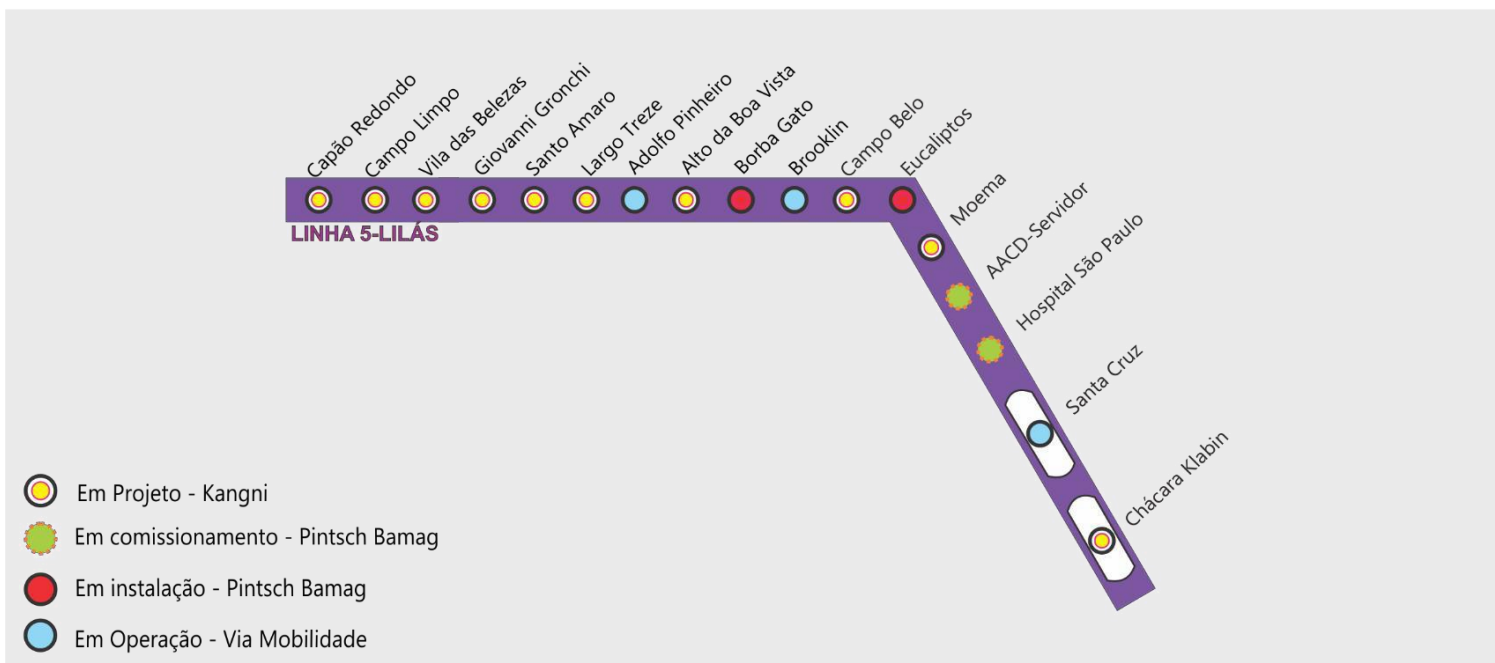 Capão Redondo
Campo Limpo
Vila das Belezas
Giovanni Gronchi
Santo Amaro
Largo Treze
Adolfo Pinheiro
Alto da Boa Vista
Borba Gato
Brooklin
Campo Belo
Eucaliptos
Moema
AACD-Servidor
Hospital São Paulo
Santa Cruz
Chácara Klabin
LINHA 5-LILÁS
Em Projeto - Kangni
Em comissionamento - Pintsch Bamag
Em instalação - Pintsch Bamag
Em Operação - Via Mobilidade